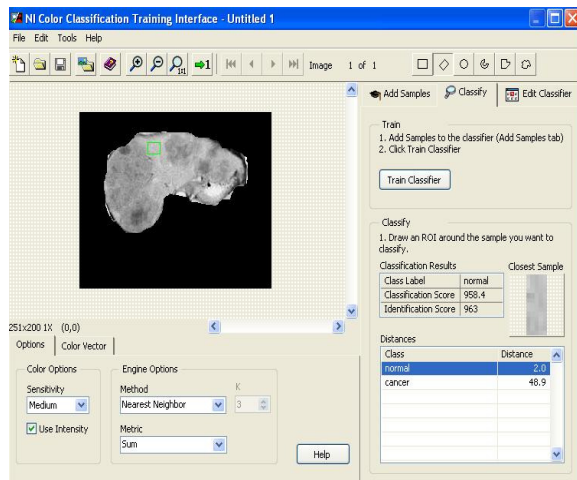 NI Color Classification Training Interface - Untitled 1
File Edit Tools Help
1:1 1 Image 1 of 1
Add Samples Classify Edit Classifier
Train
1. Add Samples to the classifier (Add Samples tab)
2. Click Train Classifier
Train Classifier
Classify
1. Draw an ROI around the sample you want to
classify.
Classification Results Closest Sample
Class Label normal
Classification Score 958.4
Identification Score 963
Distances
Class Distance
normal 2.0
cancer 48.9
251x200 1X (0,0)
Options Color Vector
Color Options
Sensitivity
Medium
Use Intensity
Engine Options
Method K
Nearest Neighbor 3
Metric
Sum
Help